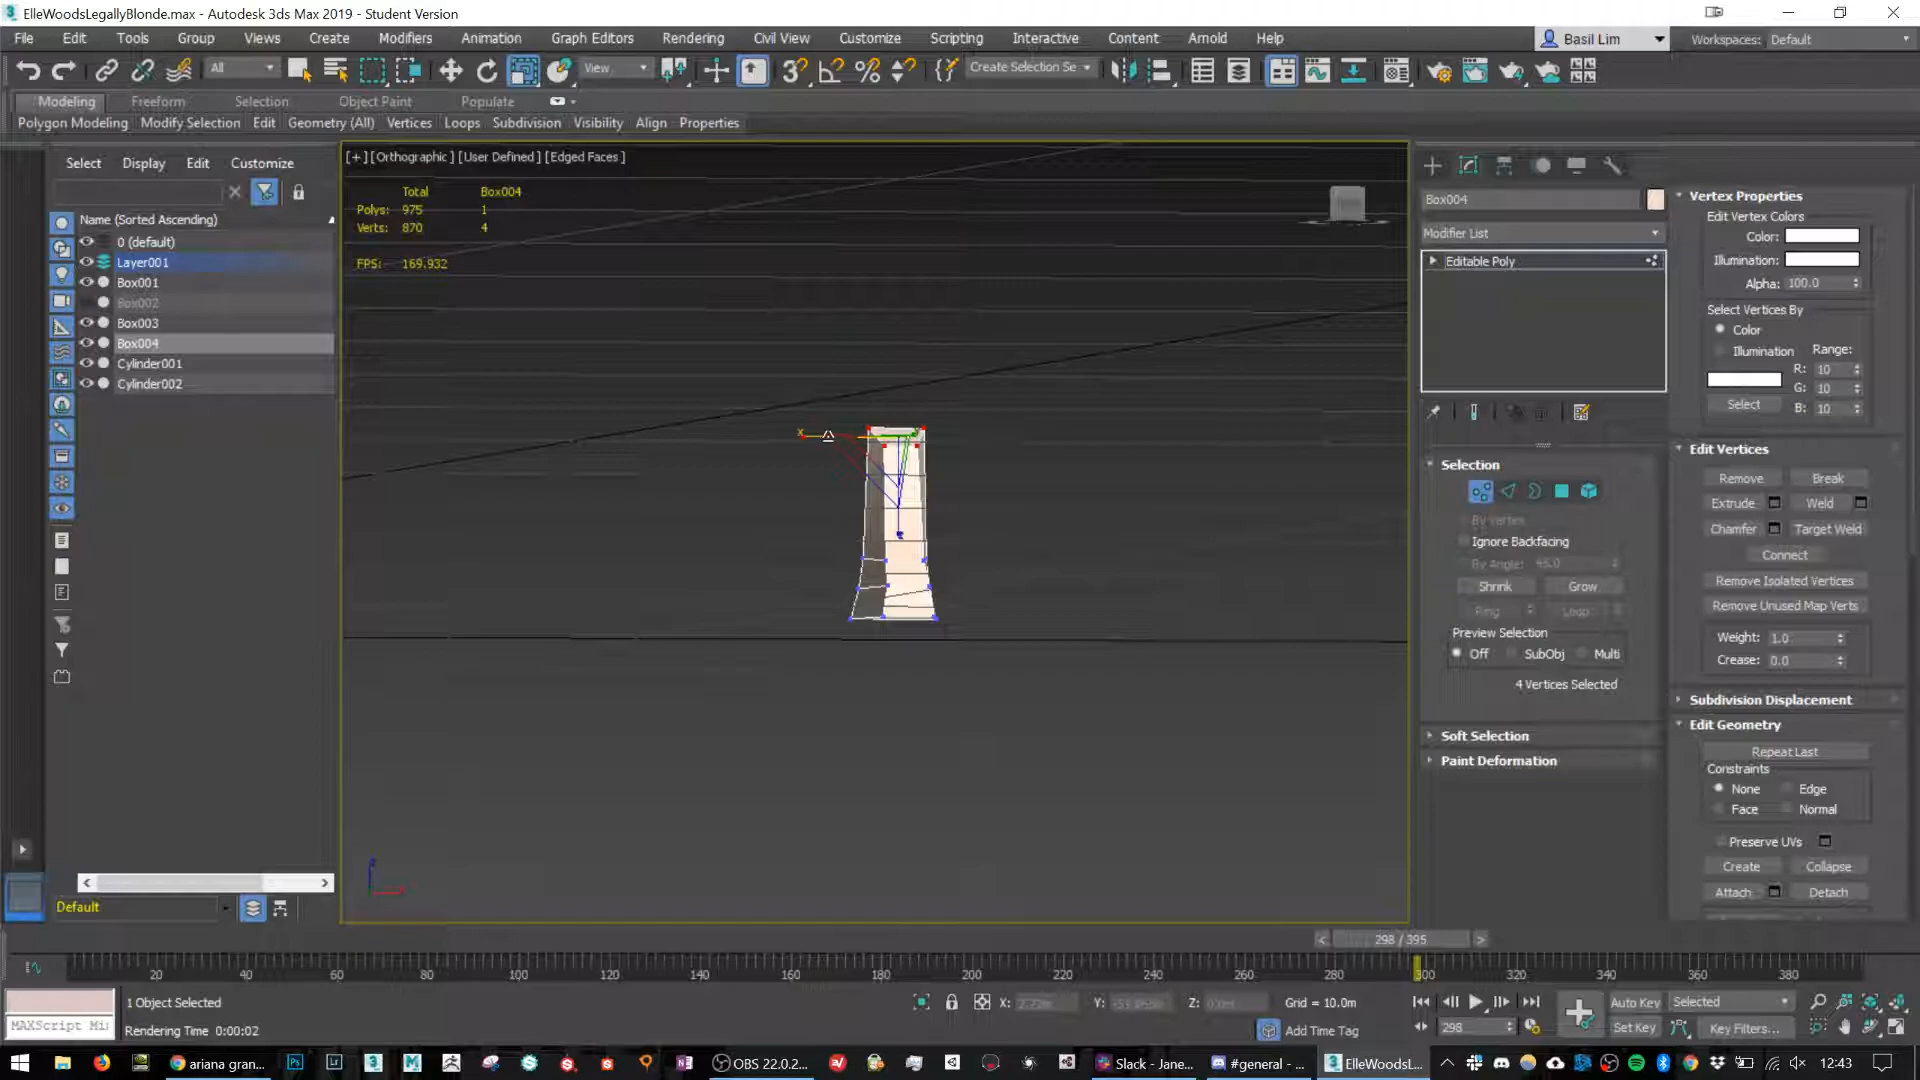 ElleWoodsLegallyBlonde.max - Autodesk 3ds Max 2019 - Student Version
File Edit Tools Group Views Create Modifiers Animation Graph Editors Rendering Civil View Customize Scripting Interactive Content Arnold Help
Basil Lim
Workspaces: Default
All
View
Create Selection Se
Modeling Freeform Selection Object Paint Populate
Polygon Modeling Modify Selection Edit Geometry (All) Vertices Loops Subdivision Visibility Align Properties
Select Display Edit Customize
Name (Sorted Ascending)
0 (default)
Layer001
Box001
Box002
Box003
Box004
Cylinder001
Cylinder002
Default
[+] [Orthographic] [User Defined] [Edged Faces]
Total Box004
Polys: 975 1
Verts: 870 4
FPS: 169.932
x
Box004
Modifier List
Editable Poly
Selection
By Vertex
Ignore Backfacing
By Angle: 45.0
Shrink Grow
Ring Loop
Preview Selection
Off SubObj Multi
4 Vertices Selected
Soft Selection
Paint Deformation
Vertex Properties
Edit Vertex Colors
Color:
Illumination:
Alpha: 100.0
Select Vertices By
Color
Illumination Range:
R: 10
G: 10
Select B: 10
Edit Vertices
Remove Break
Extrude Weld
Chamfer Target Weld
Connect
Remove Isolated Vertices
Remove Unused Map Verts
Weight: 1.0
Crease: 0.0
Subdivision Displacement
Edit Geometry
Repeat Last
Constraints
None Edge
Face Normal
Preserve UVs
Create Collapse
Attach Detach
298 / 395
20 40 60 80 100 120 140 160 180 200 220 240 260 280 300 320 340 360 380
1 Object Selected
X: Y: Z: Grid = 10.0m
Auto Key Selected
MAXScript Mi
Rendering Time 0:00:02
Add Time Tag
298
Set Key Key Filters...
ariana gran...
OBS 22.0.2...
Slack - Jane...
#general - ...
ElleWoodsL...
12:43